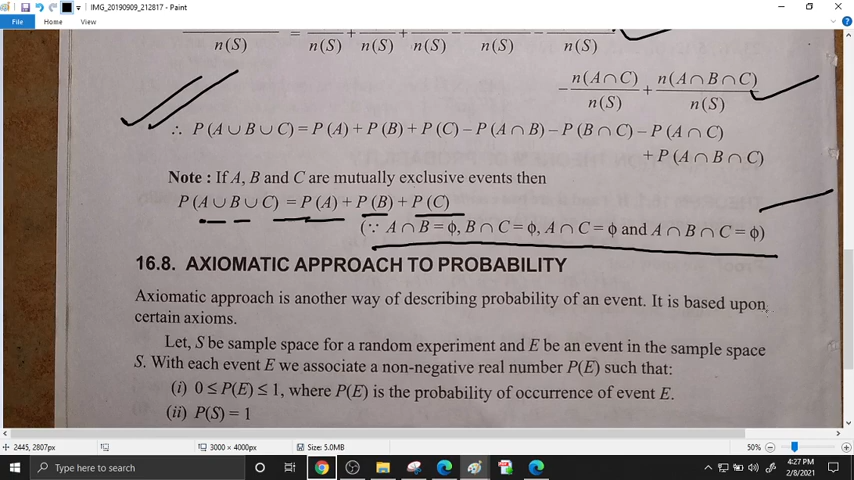 IMG_20190909_212817 - Paint
File Home View
n(S) = n(S) + n(S) + n(S) − n(S) − n(S)
− n(A∩C)/n(S) + n(A∩B∩C)/n(S)
∴ P (A ∪ B ∪ C) = P (A) + P (B) + P (C) – P (A ∩ B) – P (B ∩ C) – P (A ∩ C)
+ P (A ∩ B ∩ C)
Note : If A, B and C are mutually exclusive events then
P (A ∪ B ∪ C) = P (A) + P (B) + P (C)
(∵ A ∩ B = ϕ, B ∩ C = ϕ, A ∩ C = ϕ and A ∩ B ∩ C = ϕ)
16.8. AXIOMATIC APPROACH TO PROBABILITY
Axiomatic approach is another way of describing probability of an event. It is based upon
certain axioms.
Let, S be sample space for a random experiment and E be an event in the sample space
S. With each event E we associate a non-negative real number P(E) such that:
(i) 0 ≤ P(E) ≤ 1, where P(E) is the probability of occurrence of event E.
(ii) P(S) = 1
2445, 2807px 3000 × 4000px Size: 5.0MB 50%
Type here to search
4:27 PM
2/8/2021